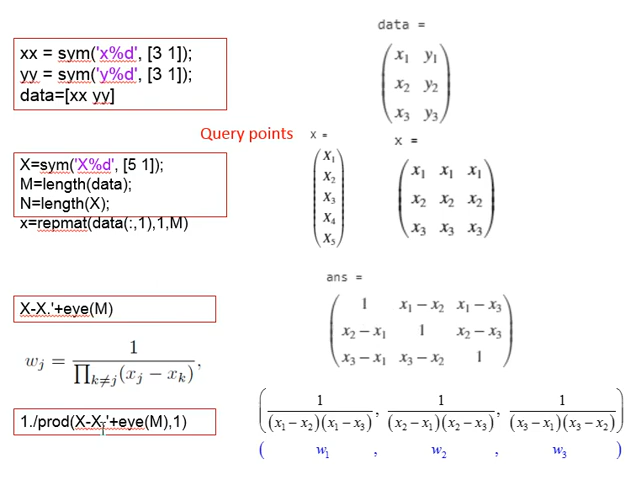 xx = sym('x%d', [3 1]);
yy = sym('y%d', [3 1]);
data=[xx yy]
data =
x1 y1
x2 y2
x3 y3
Query points
X=sym('X%d', [5 1]);
M=length(data);
N=length(X);
x=repmat(data(:,1),1,M)
x =
X1
X2
X3
X4
X5
x =
x1 x1 x1
x2 x2 x2
x3 x3 x3
X-X.'+eye(M)
ans =
1 x1 − x2 x1 − x3
x2 − x1 1 x2 − x3
x3 − x1 x3 − x2 1
wj = 1 / ∏k≠j(xj − xk),
1./prod(X-X.'+eye(M),1)
( 1 / (x1 − x2)(x1 − x3), 1 / (x2 − x1)(x2 − x3), 1 / (x3 − x1)(x3 − x2) )
( w1 , w2 , w3 )